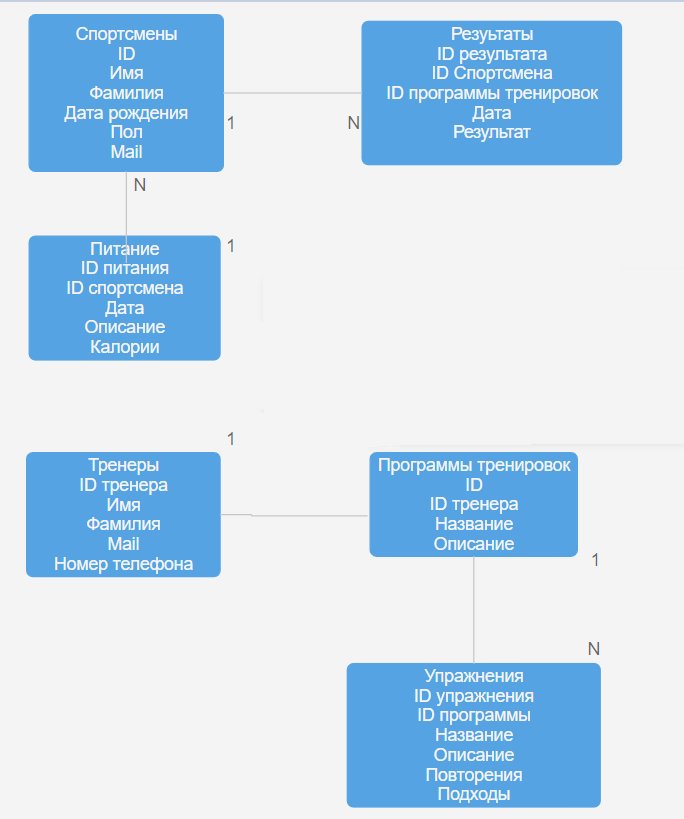 Спортсмены
ID
Имя
Фамилия
Дата рождения
Пол
Mail
1
N
Резуьтаты
ID результата
ID Спортсмена
ID программы тренировок
Дата
Результат
N
Питание
ID питания
ID спортсмена
Дата
Описание
Калории
1
Тренеры
ID тренера
Имя
Фамилия
Mail
Номер телефона
1
Программы тренировок
ID
ID тренера
Название
Описание
1
N
Упражнения
ID упражнения
ID программы
Название
Описание
Повторения
Подходы